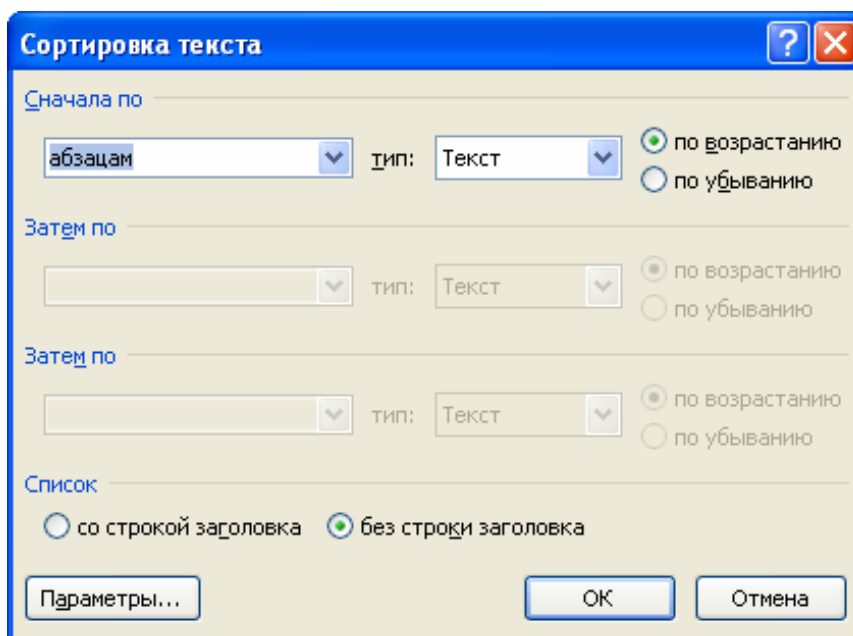 Сортировка текста
Сначала по
абзацам тип: Текст по возрастанию
по убыванию
Затем по
тип: Текст по возрастанию
по убыванию
Затем по
тип: Текст по возрастанию
по убыванию
Список
со строкой заголовка без строки заголовка
Параметры... ОК Отмена